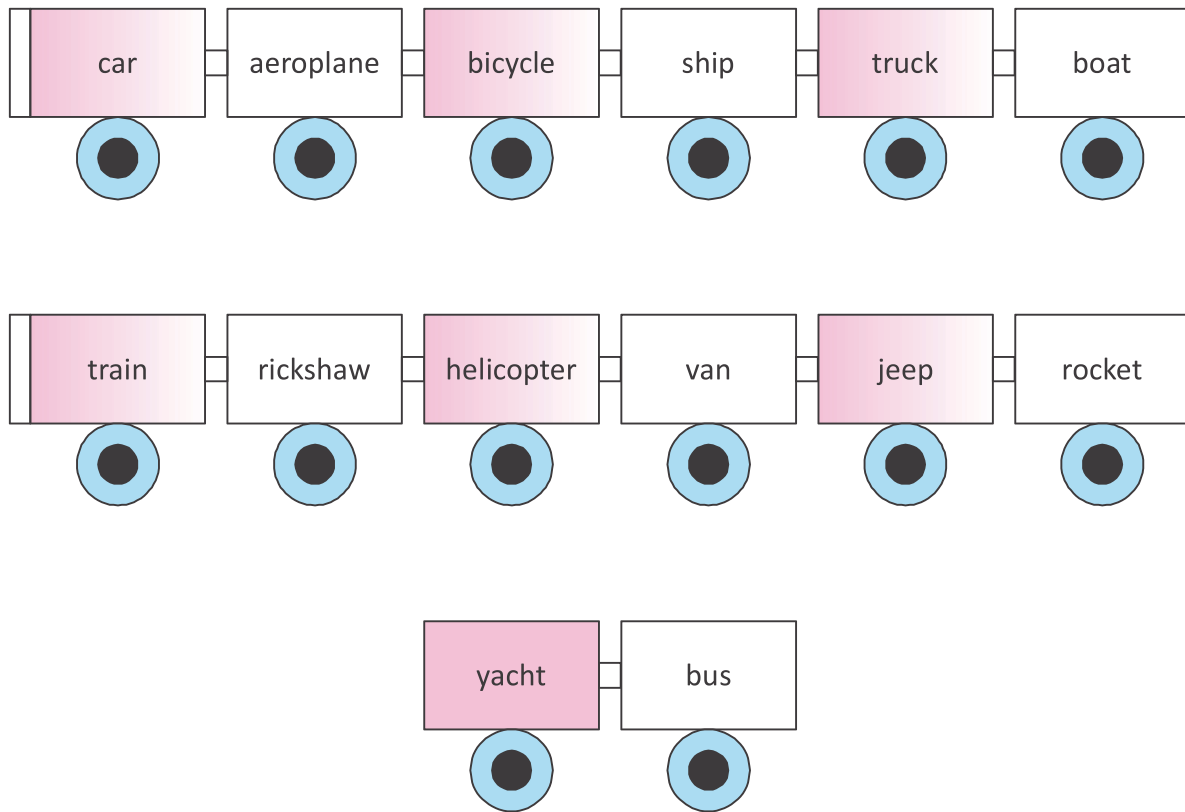 car aeroplane bicycle ship truck boat
train rickshaw helicopter van jeep rocket
yacht bus